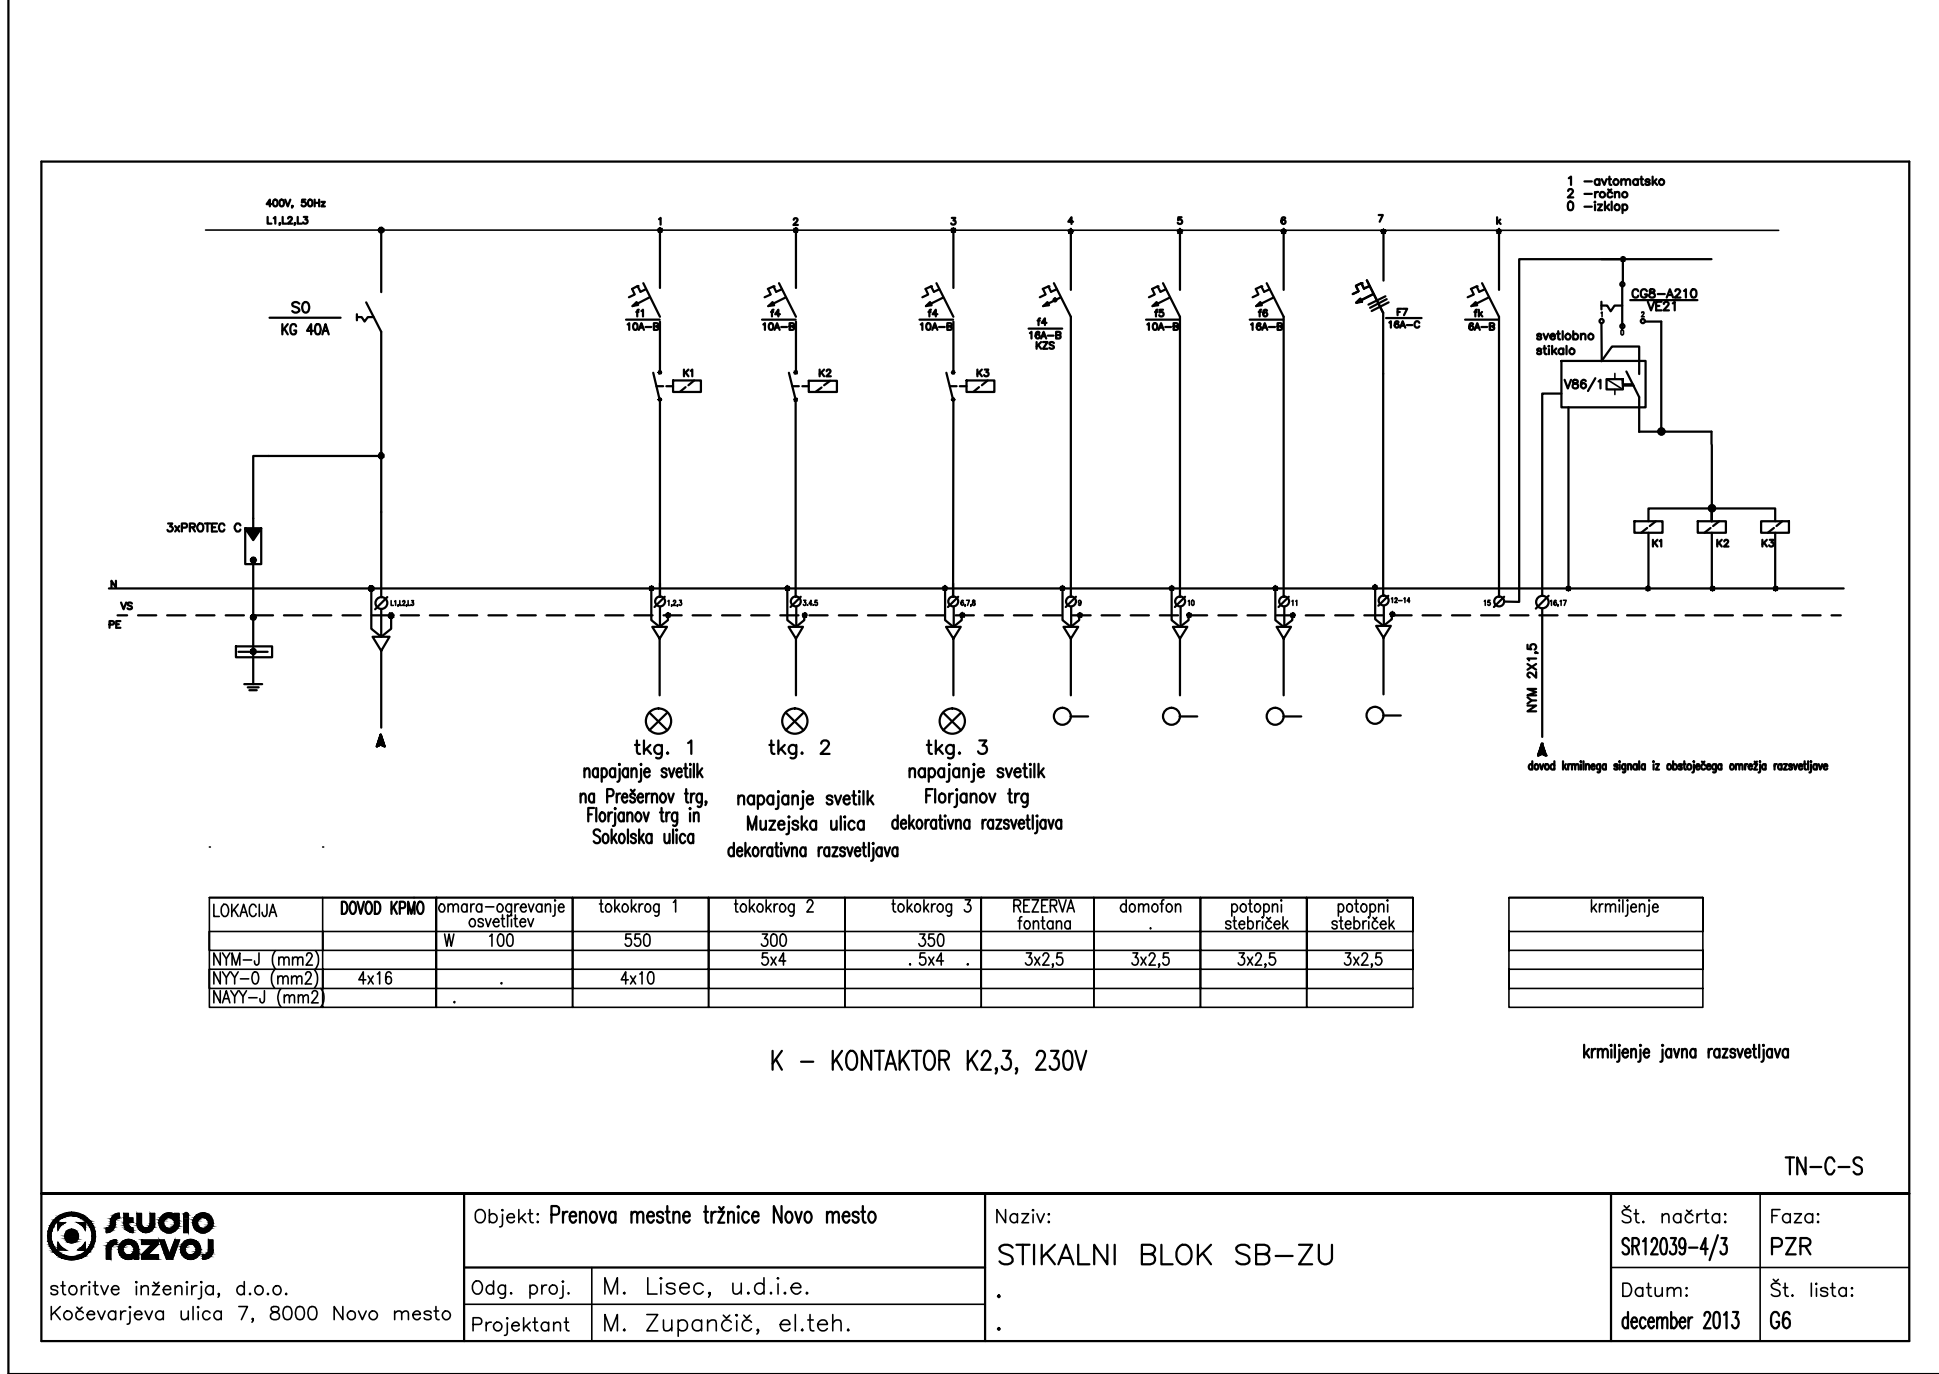 1 –avtomatsko
2 –ročno
0 –izklop
400V, 50Hz
L1,L2,L3
1
2
3
4
5
6
7
k
S0
KG 40A
f1
10A–B
f4
10A–B
f4
10A–B
f4
16A–B
KZS
f5
10A–B
f6
16A–B
F7
16A–C
fk
6A–B
CG8–A210
VE21
1
0
2
svetlobno
stikalo
V86/1
K1
K2
K3
3xPROTEC C
K1
K2
K3
N
VS
PE
L1,L2,L3
1,2,3
3,4,5
6,7,8
9
10
11
12–14
15
16,17
NYM 2X1,5
tkg. 1
napajanje svetilk
na Prešernov trg,
Florjanov trg in
Sokolska ulica
tkg. 2
napajanje svetilk
Muzejska ulica
dekorativna razsvetljava
tkg. 3
napajanje svetilk
Florjanov trg
dekorativna razsvetljava
dovod krmilnega signala iz obstoječega omrežja razsvetljave
LOKACIJA DOVOD KPMO omara–ogrevanje osvetlitev tokokrog 1 tokokrog 2 tokokrog 3 REZERVA fontana domofon . potopni stebriček potopni stebriček krmiljenje
W 100 550 300 350
NYM–J (mm2) 5x4 . 5x4 . 3x2,5 3x2,5 3x2,5 3x2,5
NYY–0 (mm2) 4x16 . 4x10
NAYY–J (mm2) .
K – KONTAKTOR K2,3, 230V
krmiljenje javna razsvetljava
TN–C–S
studio
razvoj
storitve inženirja, d.o.o.
Kočevarjeva ulica 7, 8000 Novo mesto
Objekt: Prenova mestne tržnice Novo mesto
Odg. proj. M. Lisec, u.d.i.e.
Projektant M. Zupančič, el.teh.
Naziv:
STIKALNI BLOK SB–ZU
.
.
Št. načrta:
SR12039–4/3
Faza:
PZR
Datum:
december 2013
Št. lista:
G6